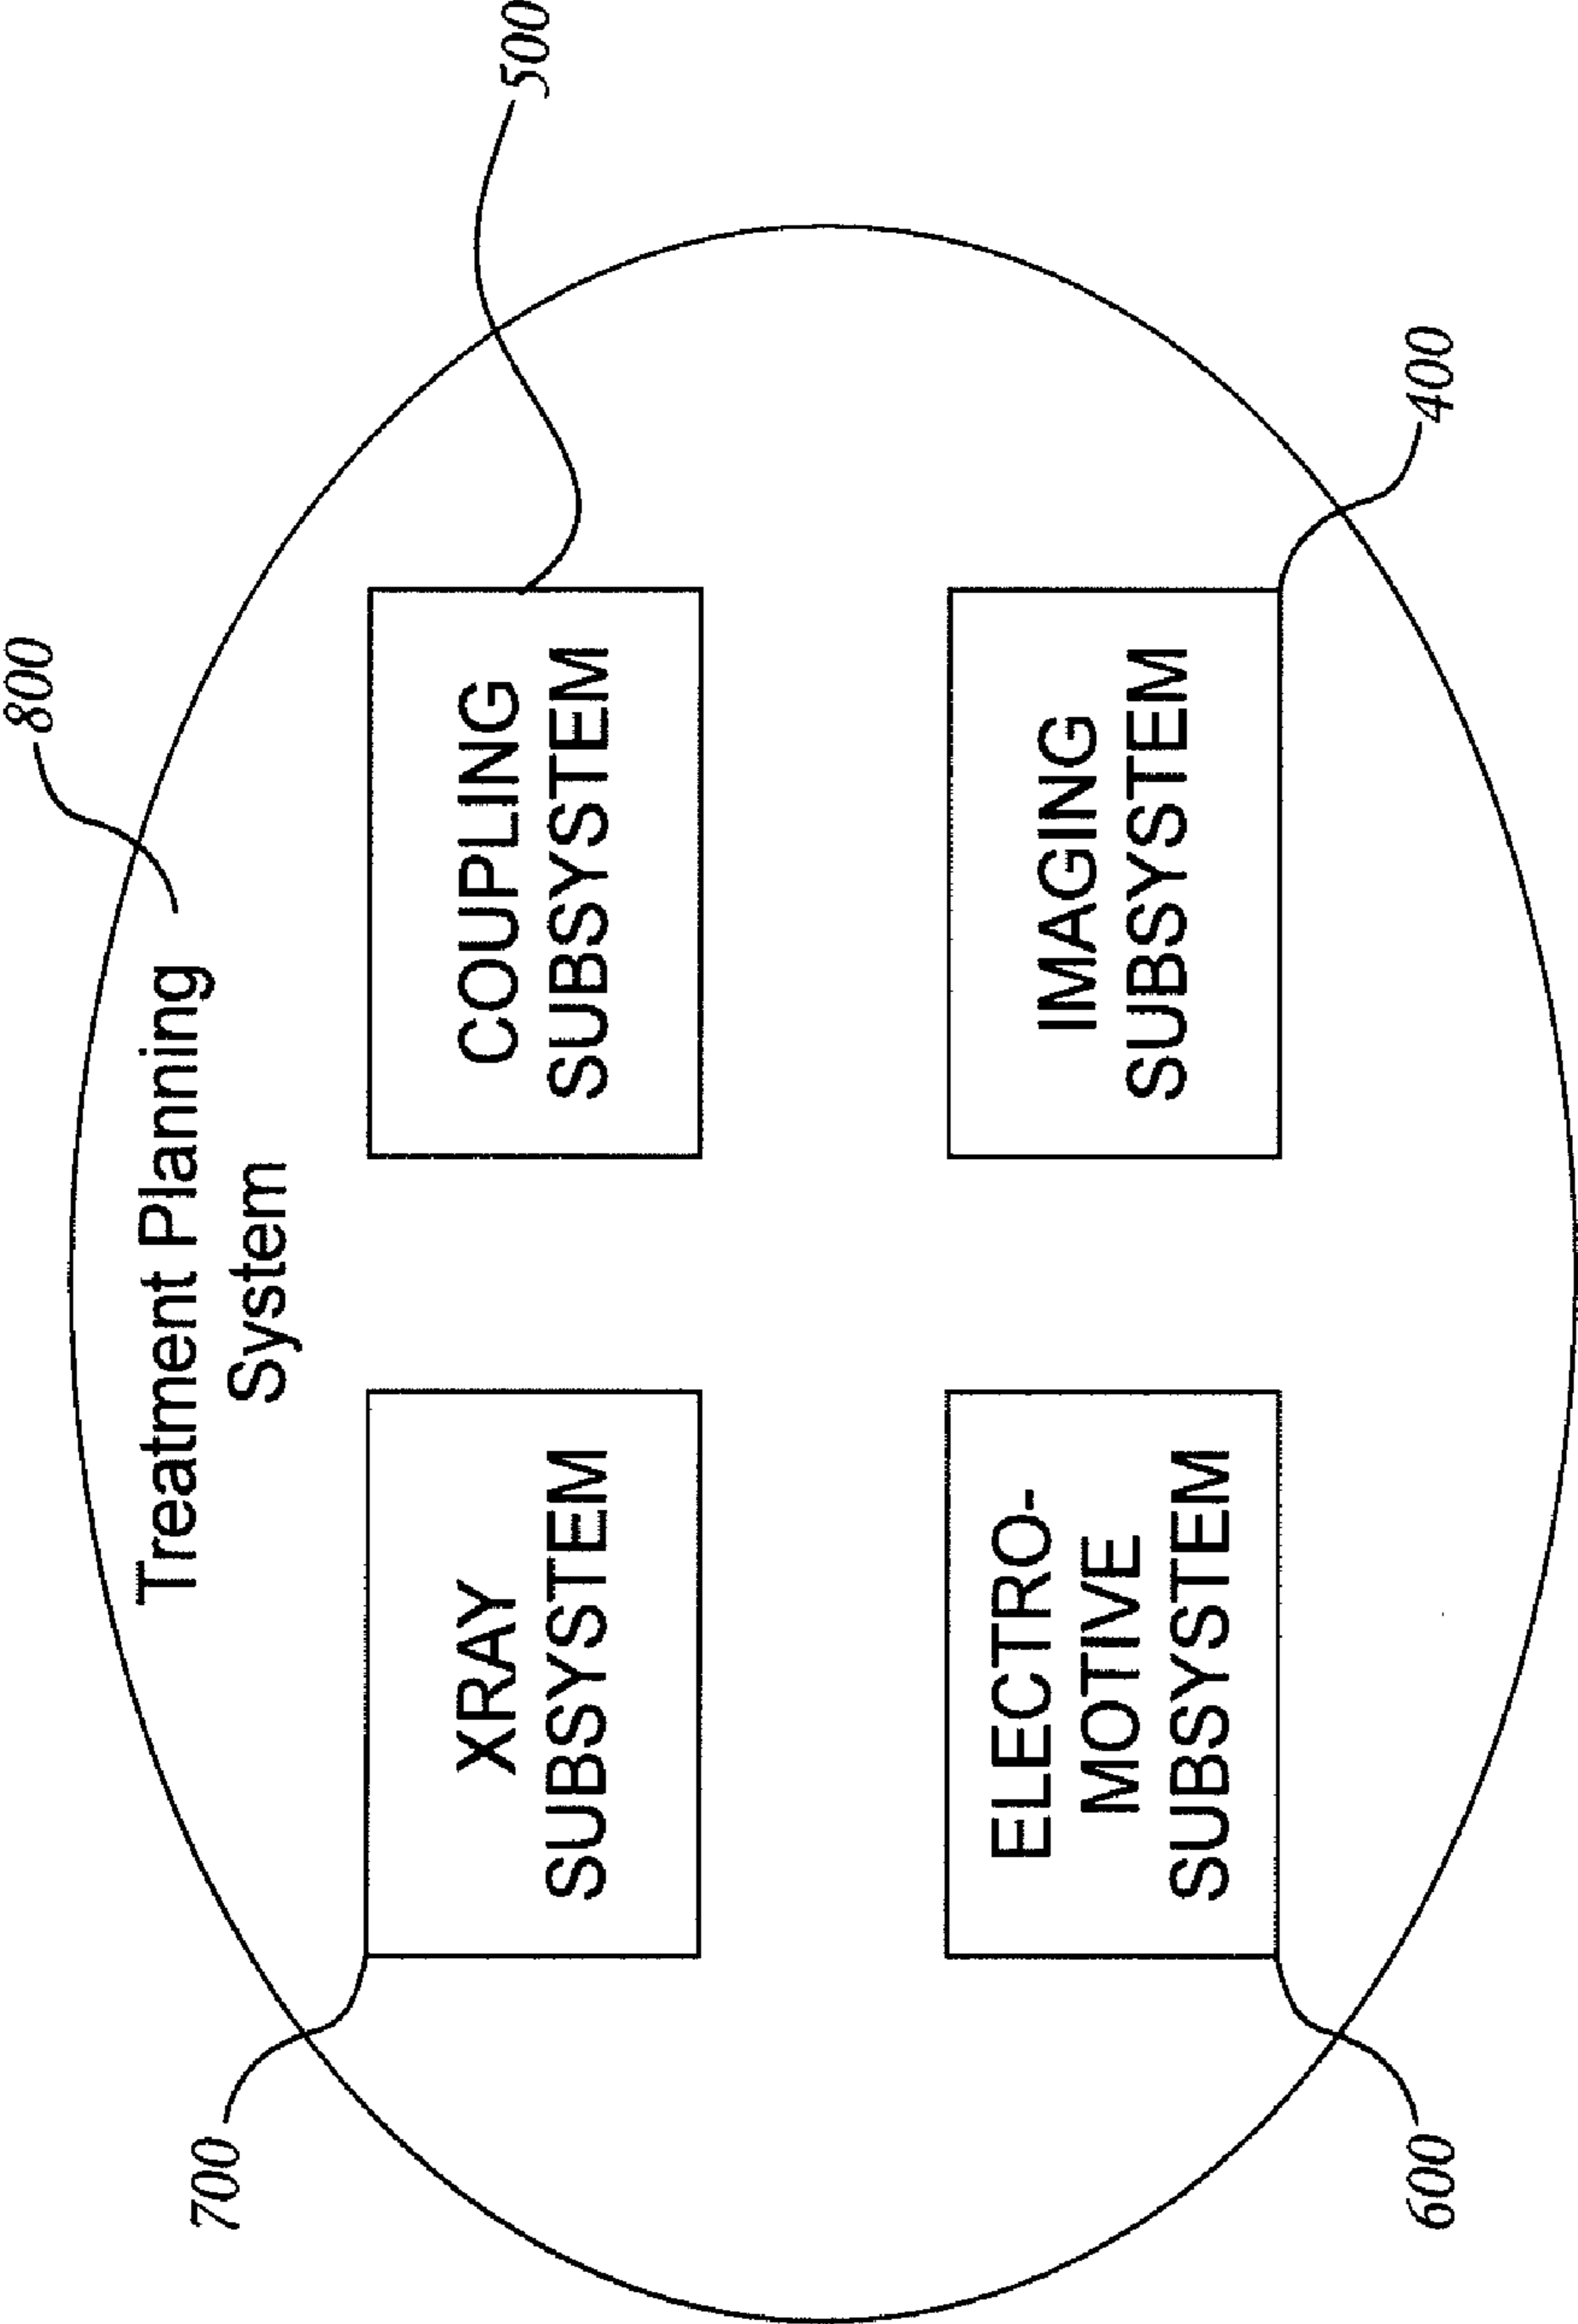 800
Treatment Planning
System
500
700
XRAY
SUBSYSTEM
COUPLING
SUBSYSTEM
ELECTRO-
MOTIVE
SUBSYSTEM
IMAGING
SUBSYSTEM
600
400